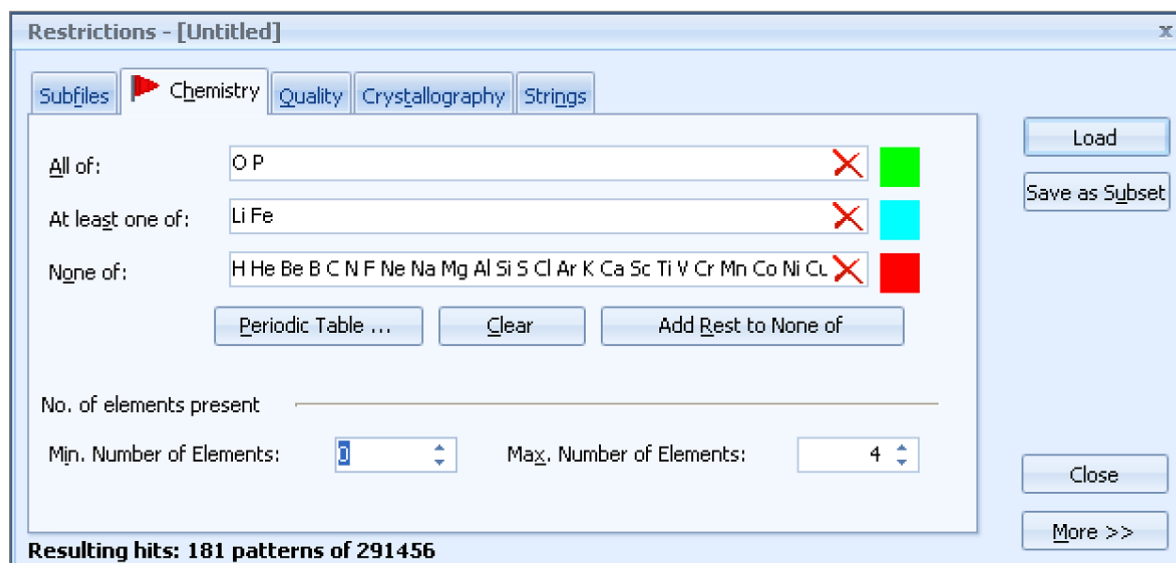 Restrictions - [Untitled] x
Subfiles Chemistry Quality Crystallography Strings
Load
All of: O P
Save as Subset
At least one of: Li Fe
None of: H He Be B C N F Ne Na Mg Al Si S Cl Ar K Ca Sc Ti V Cr Mn Co Ni Cu
Periodic Table ... Clear Add Rest to None of
No. of elements present
Min. Number of Elements: 0 Max. Number of Elements: 4
Close
More >>
Resulting hits: 181 patterns of 291456